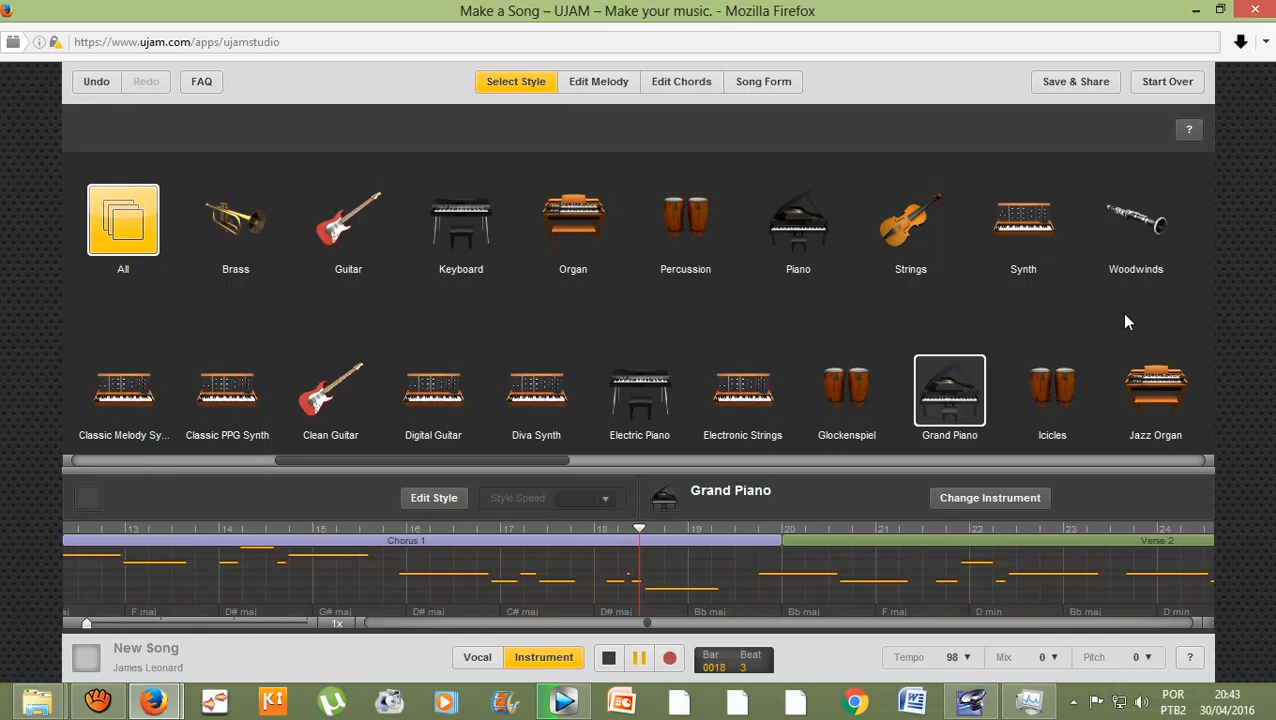 Make a Song – UJAM – Make your music. - Mozilla Firefox
https://www.ujam.com/apps/ujamstudio
Undo Redo FAQ Select Style Edit Melody Edit Chords Song Form Save & Share Start Over
?
All Brass Guitar Keyboard Organ Percussion Piano Strings Synth Woodwinds
Classic Melody Sy... Classic PPG Synth Clean Guitar Digital Guitar Diva Synth Electric Piano Electronic Strings Glockenspiel Grand Piano Icicles Jazz Organ
Edit Style Style Speed Grand Piano Change Instrument
13 14 15 16 17 18 19 20 21 22 23 24
Chorus 1 Verse 2
aj F maj D# maj G# maj D# maj C# maj D# maj Bb maj Bb maj F maj D min Bb maj D min
1x
New Song
James Leonard
Vocal Instrument
Bar Beat
0018 3
Tempo 98 Mix 0 Pitch 0 ?
POR 20:43
PTB2 30/04/2016